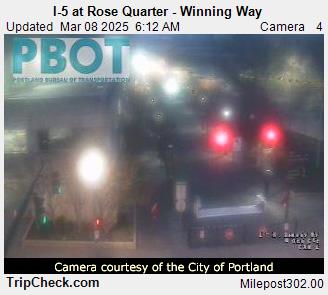 I-5 at Rose Quarter - Winning Way
Updated Mar 08 2025 6:12 AM Camera 4
PBOT
PORTLAND BUREAU OF TRANSPORTATION
Camera courtesy of the City of Portland
TripCheck.com Milepost302.00